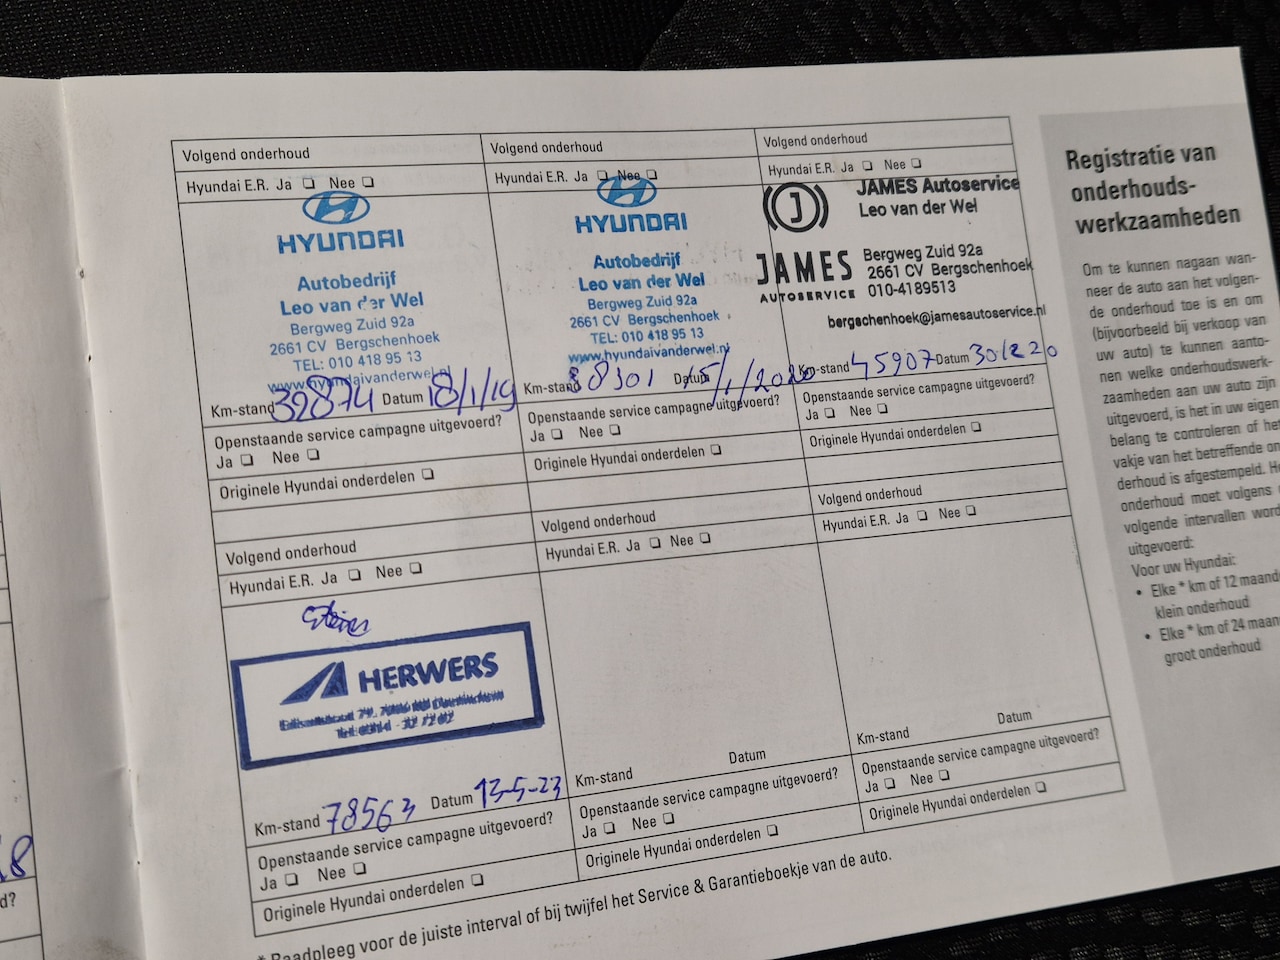 Volgend onderhoud
Hyundai E.R. Ja ❏ Nee ❏
HYUNDAI
Autobedrijf
Leo van der Wel
Bergweg Zuid 92a
2661 CV Bergschenhoek
TEL: 010 418 95 13
www.hyundaivanderwel.nl
Km-stand 32874 Datum 18/1/19
Openstaande service campagne uitgevoerd?
Ja ❏ Nee ❏
Originele Hyundai onderdelen ❏
Volgend onderhoud
Hyundai E.R. Ja ❏ Nee ❏
HYUNDAI
Autobedrijf
Leo van der Wel
Bergweg Zuid 92a
2661 CV Bergschenhoek
TEL: 010 418 95 13
www.hyundaivanderwel.nl
Km-stand 38301 Datum 15/1/2020
Openstaande service campagne uitgevoerd?
Ja ❏ Nee ❏
Originele Hyundai onderdelen ❏
Volgend onderhoud
Hyundai E.R. Ja ❏ Nee ❏
J
JAMES Autoservice
Leo van der Wel
JAMES
AUTOSERVICE
Bergweg Zuid 92a
2661 CV Bergschenhoek
010-4189513
bergschenhoek@jamesautoservice.nl
Km-stand 45907 Datum 30/12 20
Openstaande service campagne uitgevoerd?
Ja ❏ Nee ❏
Originele Hyundai onderdelen ❏
Volgend onderhoud
Hyundai E.R. Ja ❏ Nee ❏
HERWERS
Km-stand 78563 Datum 13-5-23
Openstaande service campagne uitgevoerd?
Ja ❏ Nee ❏
Originele Hyundai onderdelen ❏
Volgend onderhoud
Hyundai E.R. Ja ❏ Nee ❏
Km-stand Datum
Openstaande service campagne uitgevoerd?
Ja ❏ Nee ❏
Originele Hyundai onderdelen ❏
Volgend onderhoud
Hyundai E.R. Ja ❏ Nee ❏
Km-stand Datum
Openstaande service campagne uitgevoerd?
Ja ❏ Nee ❏
Originele Hyundai onderdelen ❏
* Raadpleeg voor de juiste interval of bij twijfel het Service & Garantieboekje van de auto.
Registratie van
onderhouds-
werkzaamheden
Om te kunnen nagaan wan-
neer de auto aan het volgen-
de onderhoud toe is en om
(bijvoorbeeld bij verkoop van
uw auto) te kunnen aanto-
nen welke onderhoudswerk-
zaamheden aan uw auto zijn
uitgevoerd, is het in uw eigen
belang te controleren of het
vakje van het betreffende on
derhoud is afgestempeld. He
onderhoud moet volgens
volgende intervallen word
uitgevoerd:
Voor uw Hyundai:
• Elke * km of 12 maand
klein onderhoud
• Elke * km of 24 maan
groot onderhoud
8
d?